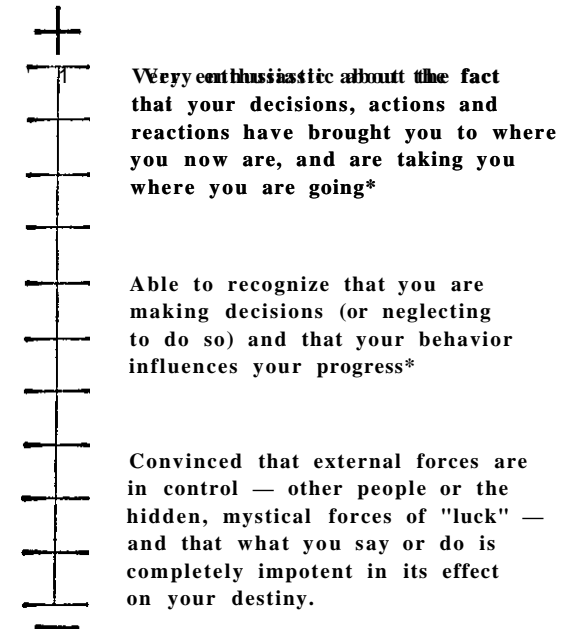 +
Very enthusiastic about the fact
that your decisions, actions and
reactions have brought you to where
you now are, and are taking you
where you are going*
Able to recognize that you are
making decisions (or neglecting
to do so) and that your behavior
influences your progress*
Convinced that external forces are
in control — other people or the
hidden, mystical forces of "luck" —
and that what you say or do is
completely impotent in its effect
on your destiny.
—